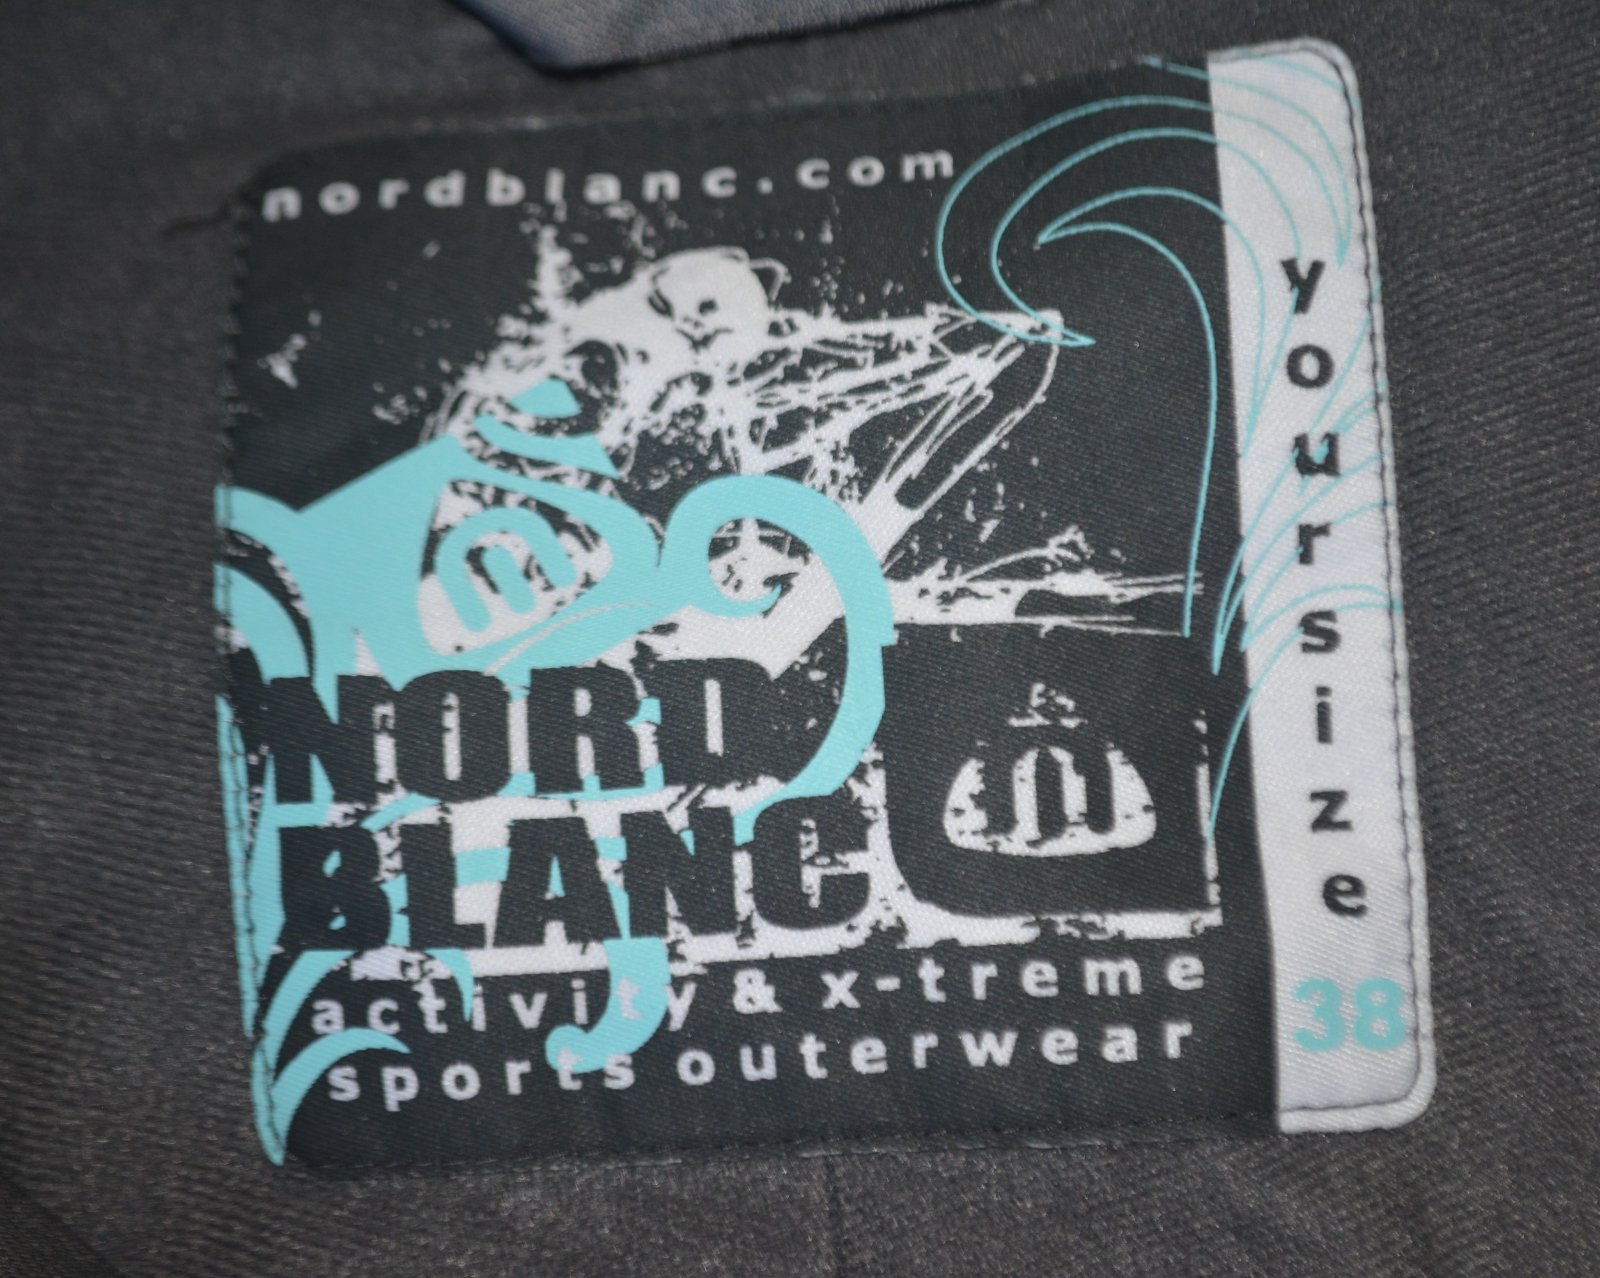 nordblanc.com
NORD
BLANC
activity & x-treme
sports outerwear
your size
38